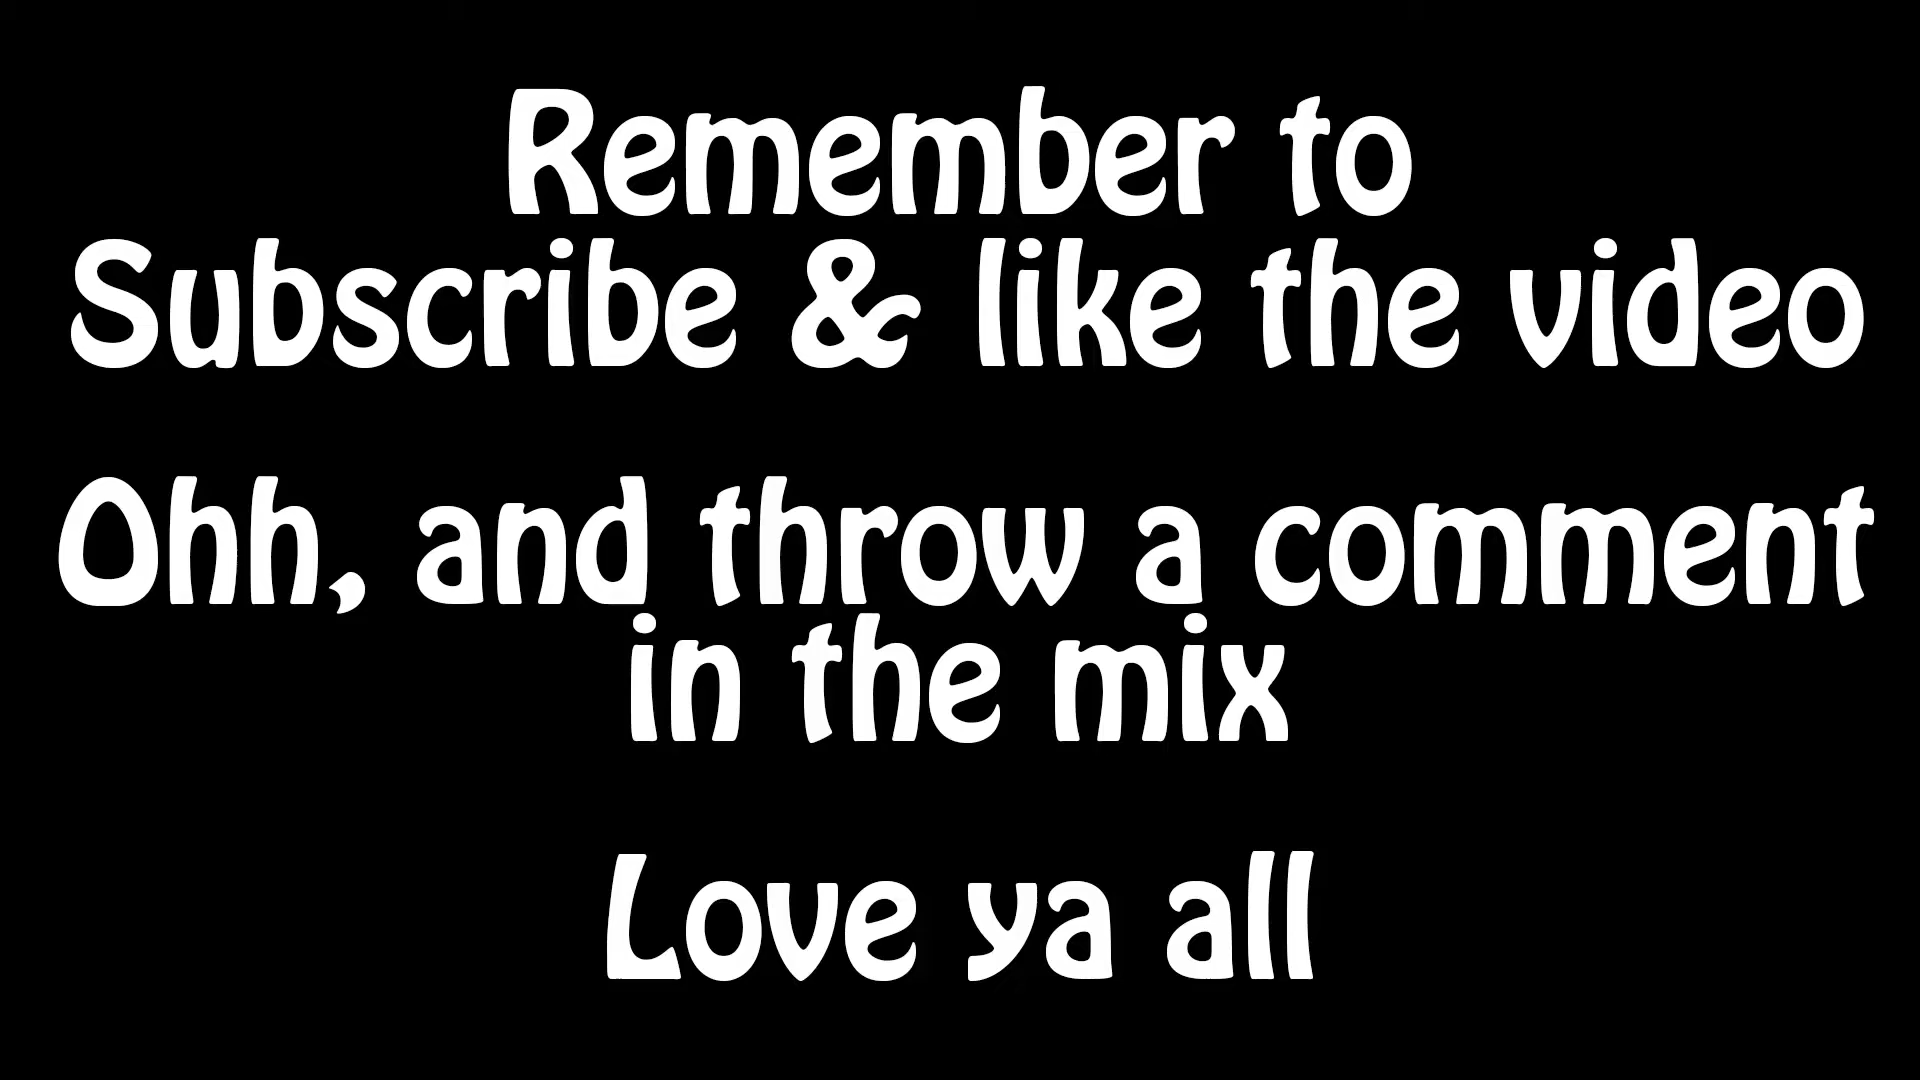 Remember to
Subscribe & like the video
Ohh, and throw a comment
in the mix
Love ya all